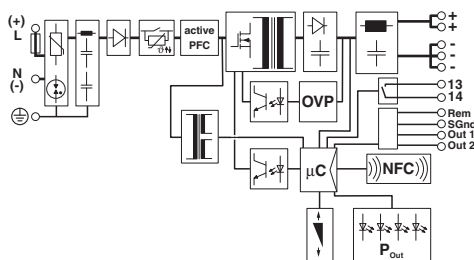 (+)
L
N
(-)
active
PFC
ϑ
OVP
+
+
-
-
-
13
14
Rem
SGnd
Out 1
Out 2
µC
NFC
P Out